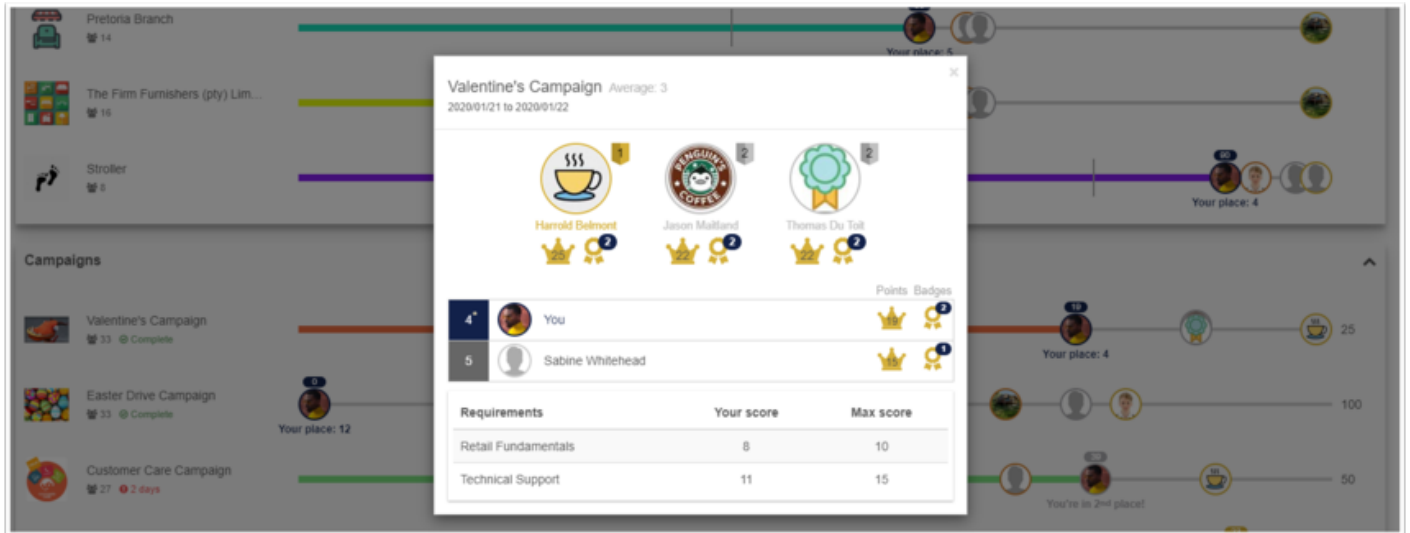 Pretoria Branch
14
Your place: 5
The Firm Furnishers (pty) Lim...
16
Stroller
8
90
Your place: 4
Valentine's Campaign Average: 3
2020/01/21 to 2020/01/22
1
2
2
PENGUIN'S
COFFEE
Harrold Belmont
Jason Maitland
Thomas Du Toit
25 2
22 2
22 2
Points Badges
4* You 19 2
5 Sabine Whitehead 15 1
Requirements Your score Max score
Retail Fundamentals 8 10
Technical Support 11 15
Campaigns
Valentine's Campaign
33 Complete
19
Your place: 4
25
Easter Drive Campaign
33 Complete
0
Your place: 12
100
Customer Care Campaign
27 2 days
You're in 2nd place!
50